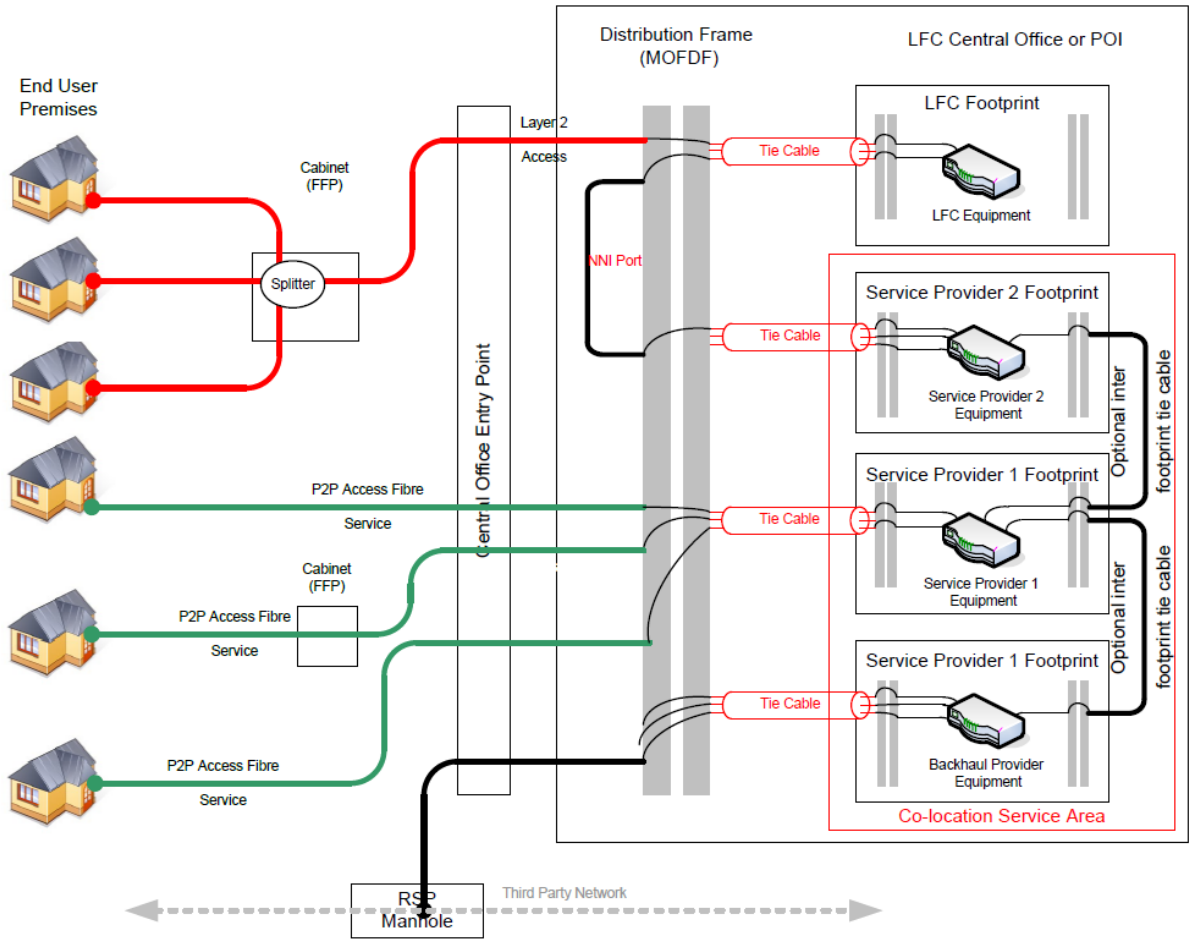 Distribution Frame
(MOFDF)
LFC Central Office or POI
End User
Premises
LFC Footprint
Layer 2
Access
Tie Cable
Cabinet
(FFP)
LFC Equipment
NNI Port
Splitter
Service Provider 2 Footprint
Tie Cable
Service Provider 2
Equipment
Optional inter
footprint tie cable
Central Office Entry Point
Service Provider 1 Footprint
P2P Access Fibre
Service
Tie Cable
Cabinet
(FFP)
Service Provider 1
Equipment
Optional inter
footprint tie cable
P2P Access Fibre
Service
Service Provider 1 Footprint
Tie Cable
P2P Access Fibre
Service
Backhaul Provider
Equipment
Co-location Service Area
Third Party Network
RSP
Manhole